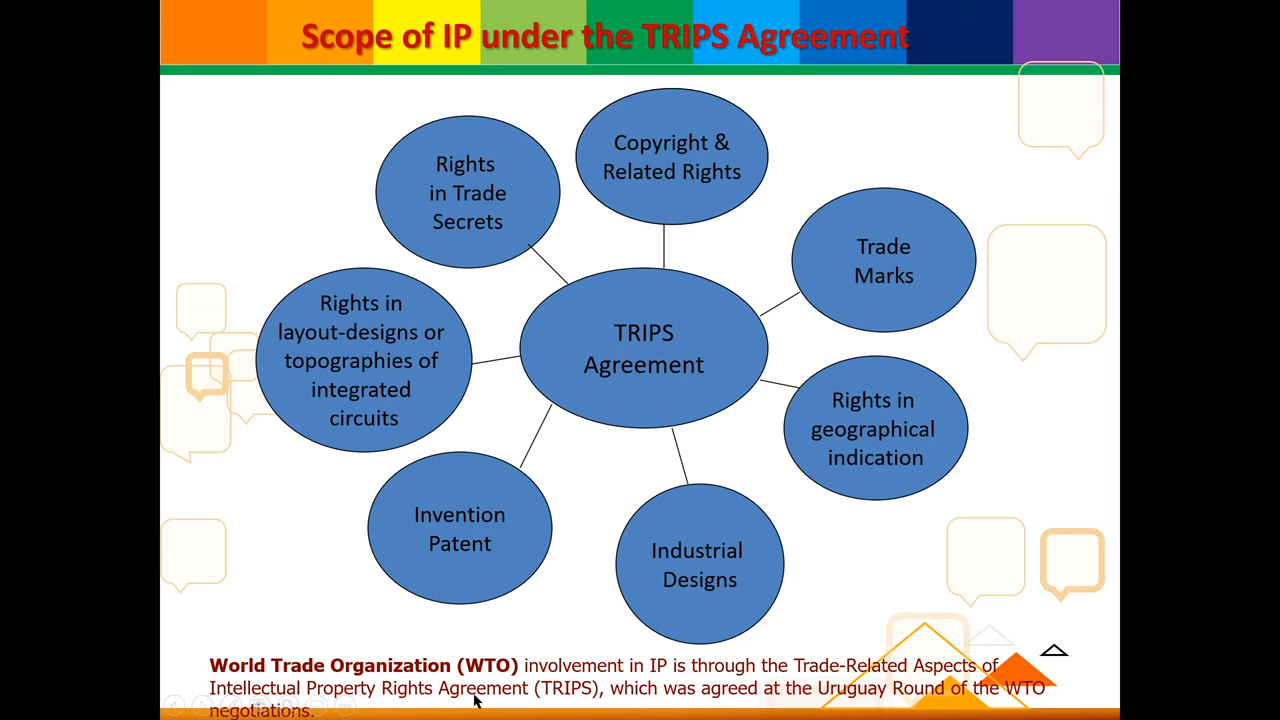 Scope of IP under the TRIPS Agreement
Copyright &
Related Rights
Rights
in Trade
Secrets
Trade
Marks
Rights in
layout-designs or
topographies of
integrated
circuits
TRIPS
Agreement
Rights in
geographical
indication
Invention
Patent
Industrial
Designs
World Trade Organization (WTO) involvement in IP is through the Trade-Related Aspects of
Intellectual Property Rights Agreement (TRIPS), which was agreed at the Uruguay Round of the WTO
negotiations.